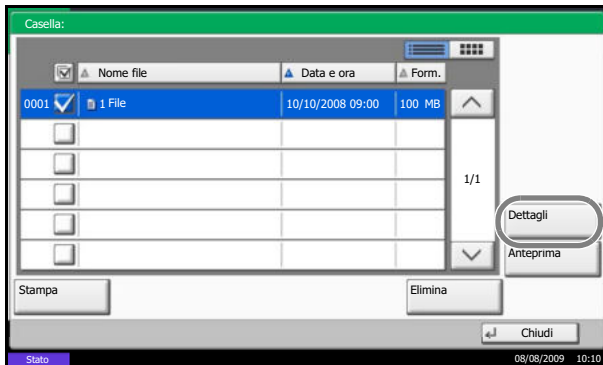 Casella:
Nome file Data e ora Form.
0001 1 File 10/10/2008 09:00 100 MB
1/1
Dettagli
Anteprima
Stampa Elimina
Chiudi
Stato 08/08/2009 10:10